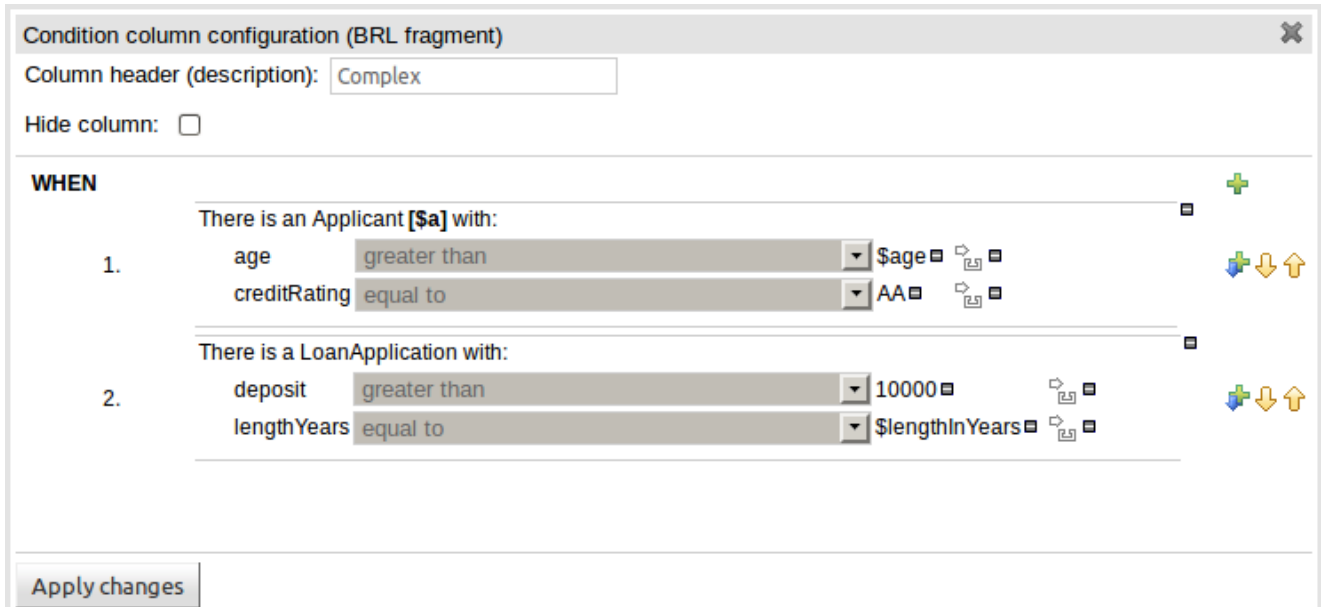 Condition column configuration (BRL fragment)
Column header (description): Complex
Hide column:
WHEN
There is an Applicant [$a] with:
1.
age greater than $age
creditRating equal to AA
There is a LoanApplication with:
2.
deposit greater than 10000
lengthYears equal to $lengthInYears
Apply changes